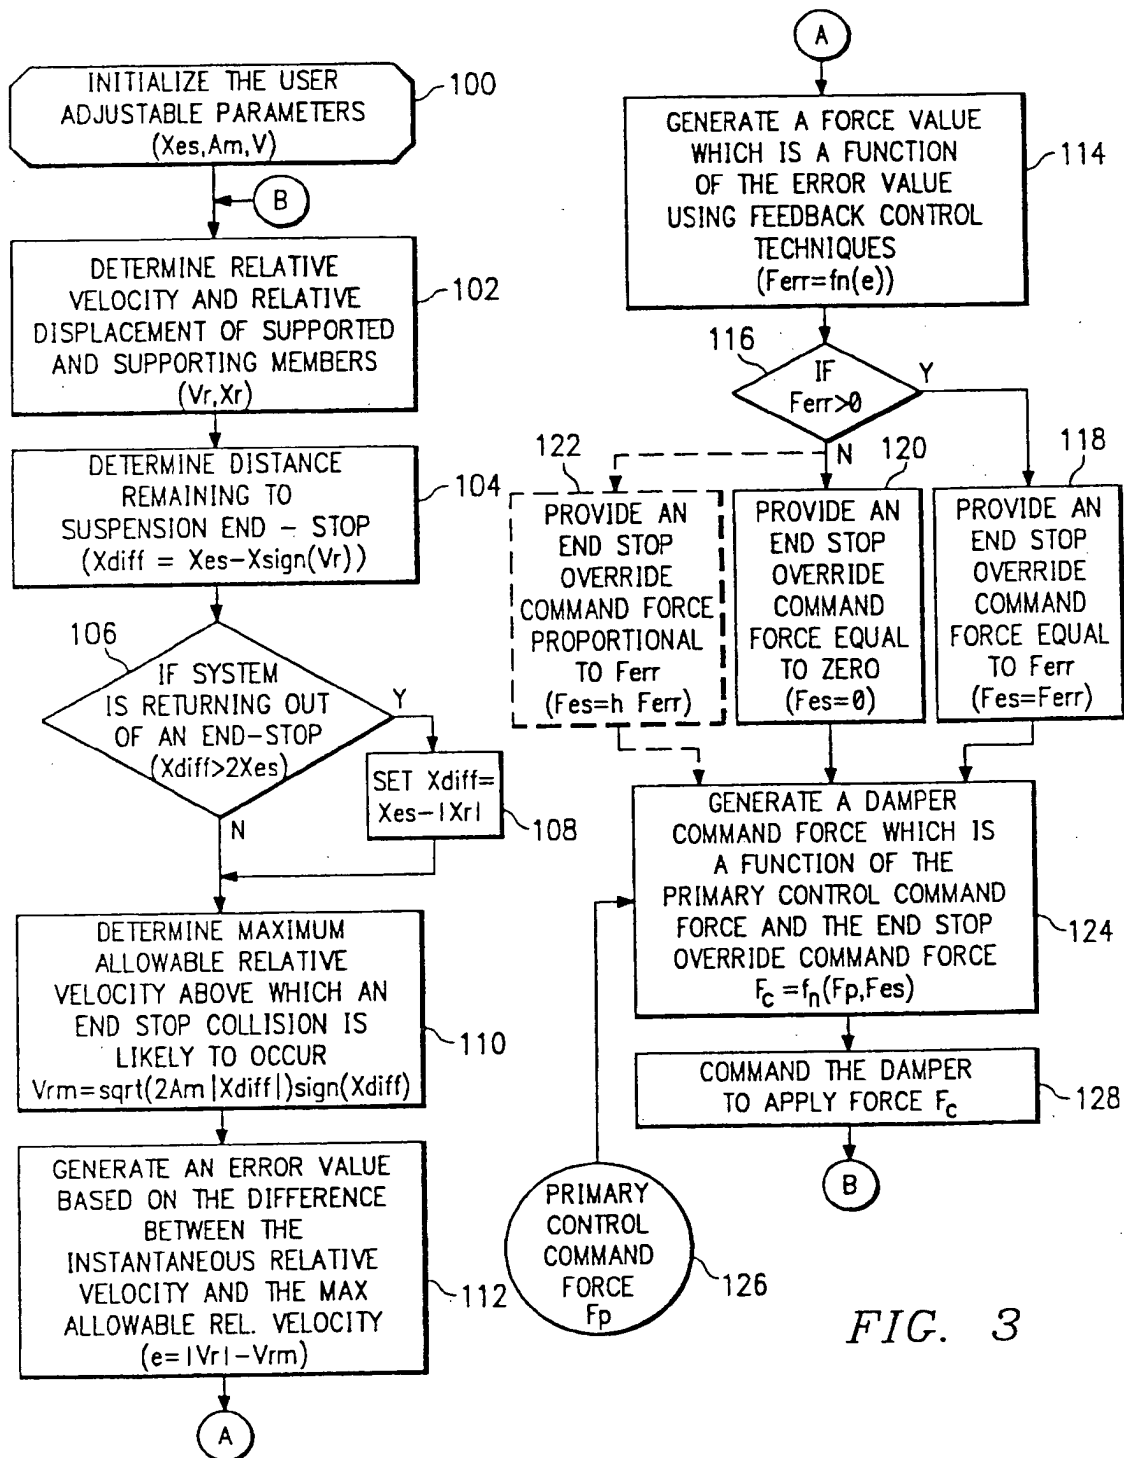 INITIALIZE THE USER
ADJUSTABLE PARAMETERS
(Xes,Am,V)
100
B
DETERMINE RELATIVE
VELOCITY AND RELATIVE
DISPLACEMENT OF SUPPORTED
AND SUPPORTING MEMBERS
(Vr,Xr)
102
DETERMINE DISTANCE
REMAINING TO
SUSPENSION END - STOP
(Xdiff = Xes-Xsign(Vr))
104
106
IF SYSTEM
IS RETURNING OUT
OF AN END-STOP
(Xdiff>2Xes)
Y
N
SET Xdiff=
Xes-|Xr|
108
DETERMINE MAXIMUM
ALLOWABLE RELATIVE
VELOCITY ABOVE WHICH AN
END STOP COLLISION IS
LIKELY TO OCCUR
Vrm=sqrt(2Am|Xdiff|)sign(Xdiff)
110
GENERATE AN ERROR VALUE
BASED ON THE DIFFERENCE
BETWEEN THE
INSTANTANEOUS RELATIVE
VELOCITY AND THE MAX
ALLOWABLE REL. VELOCITY
(e=|Vr|-Vrm)
112
A
A
GENERATE A FORCE VALUE
WHICH IS A FUNCTION
OF THE ERROR VALUE
USING FEEDBACK CONTROL
TECHNIQUES
(Ferr=fn(e))
114
116
IF
Ferr>0
Y
N
122
PROVIDE AN
END STOP
OVERRIDE
COMMAND FORCE
PROPORTIONAL
TO Ferr
(Fes=h Ferr)
120
PROVIDE AN
END STOP
OVERRIDE
COMMAND
FORCE EQUAL
TO ZERO
(Fes=0)
118
PROVIDE AN
END STOP
OVERRIDE
COMMAND
FORCE EQUAL
TO Ferr
(Fes=Ferr)
GENERATE A DAMPER
COMMAND FORCE WHICH IS
A FUNCTION OF THE
PRIMARY CONTROL COMMAND
FORCE AND THE END STOP
OVERRIDE COMMAND FORCE
Fc =fn(Fp,Fes)
124
COMMAND THE DAMPER
TO APPLY FORCE Fc
128
B
PRIMARY
CONTROL
COMMAND
FORCE
Fp
126
FIG. 3